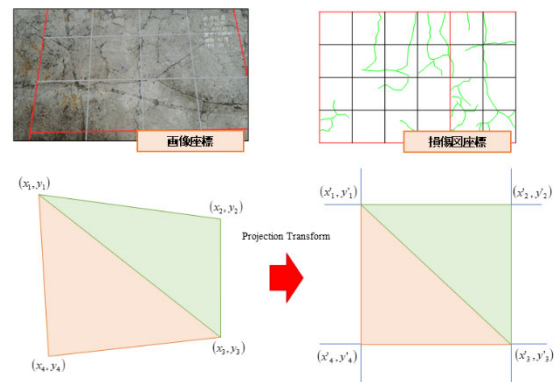 画像座標
損傷図座標
(x₁, y₁)
(x₂, y₂)
(x₃, y₃)
(x₄, y₄)
Projection Transform
(x'₁, y'₁)
(x'₂, y'₂)
(x'₃, y'₃)
(x'₄, y'₄)